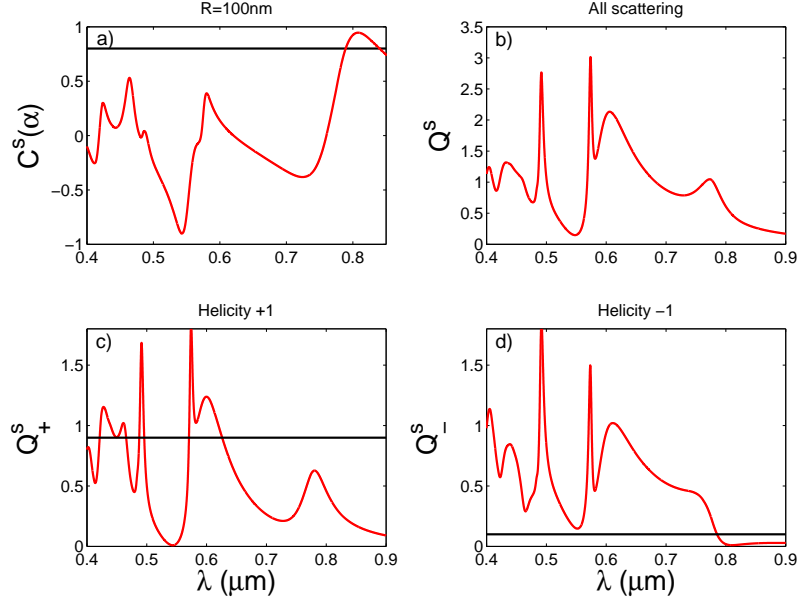 R=100nm
a)
1
0.5
0
−0.5
−1
C^s(α)
0.4 0.5 0.6 0.7 0.8
All scattering
b)
3.5
3
2.5
2
1.5
1
0.5
0
Q^s
0.4 0.5 0.6 0.7 0.8 0.9
Helicity +1
c)
1.5
1
0.5
0
Q^s_+
0.4 0.5 0.6 0.7 0.8 0.9
λ (μm)
Helicity −1
d)
1.5
1
0.5
0
Q^s_−
0.4 0.5 0.6 0.7 0.8 0.9
λ (μm)